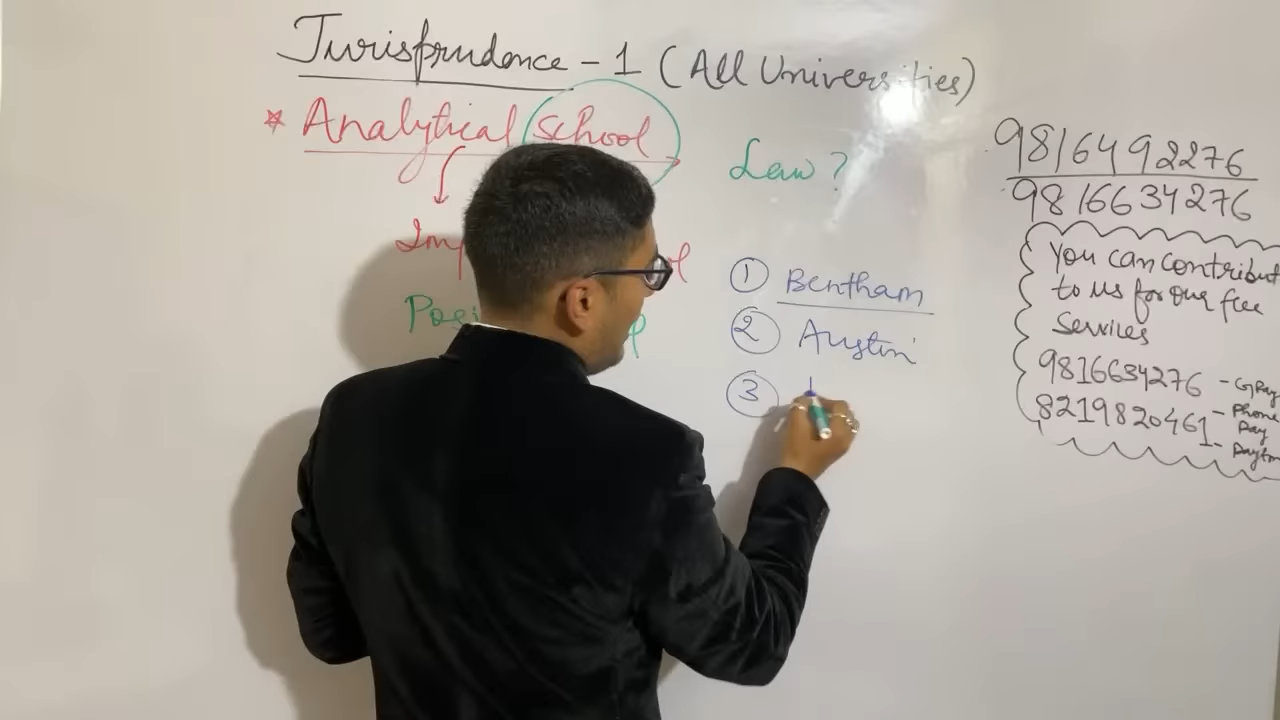 Jurisprudence - 1 (All Universities)
* Analytical School
Law ?
① Bentham
② Austin
③
9816492276
9816634276
You can contribut
to us for our free
Services
9816634276 - GPay
8219820461 - Phone
Pay
- Paytm